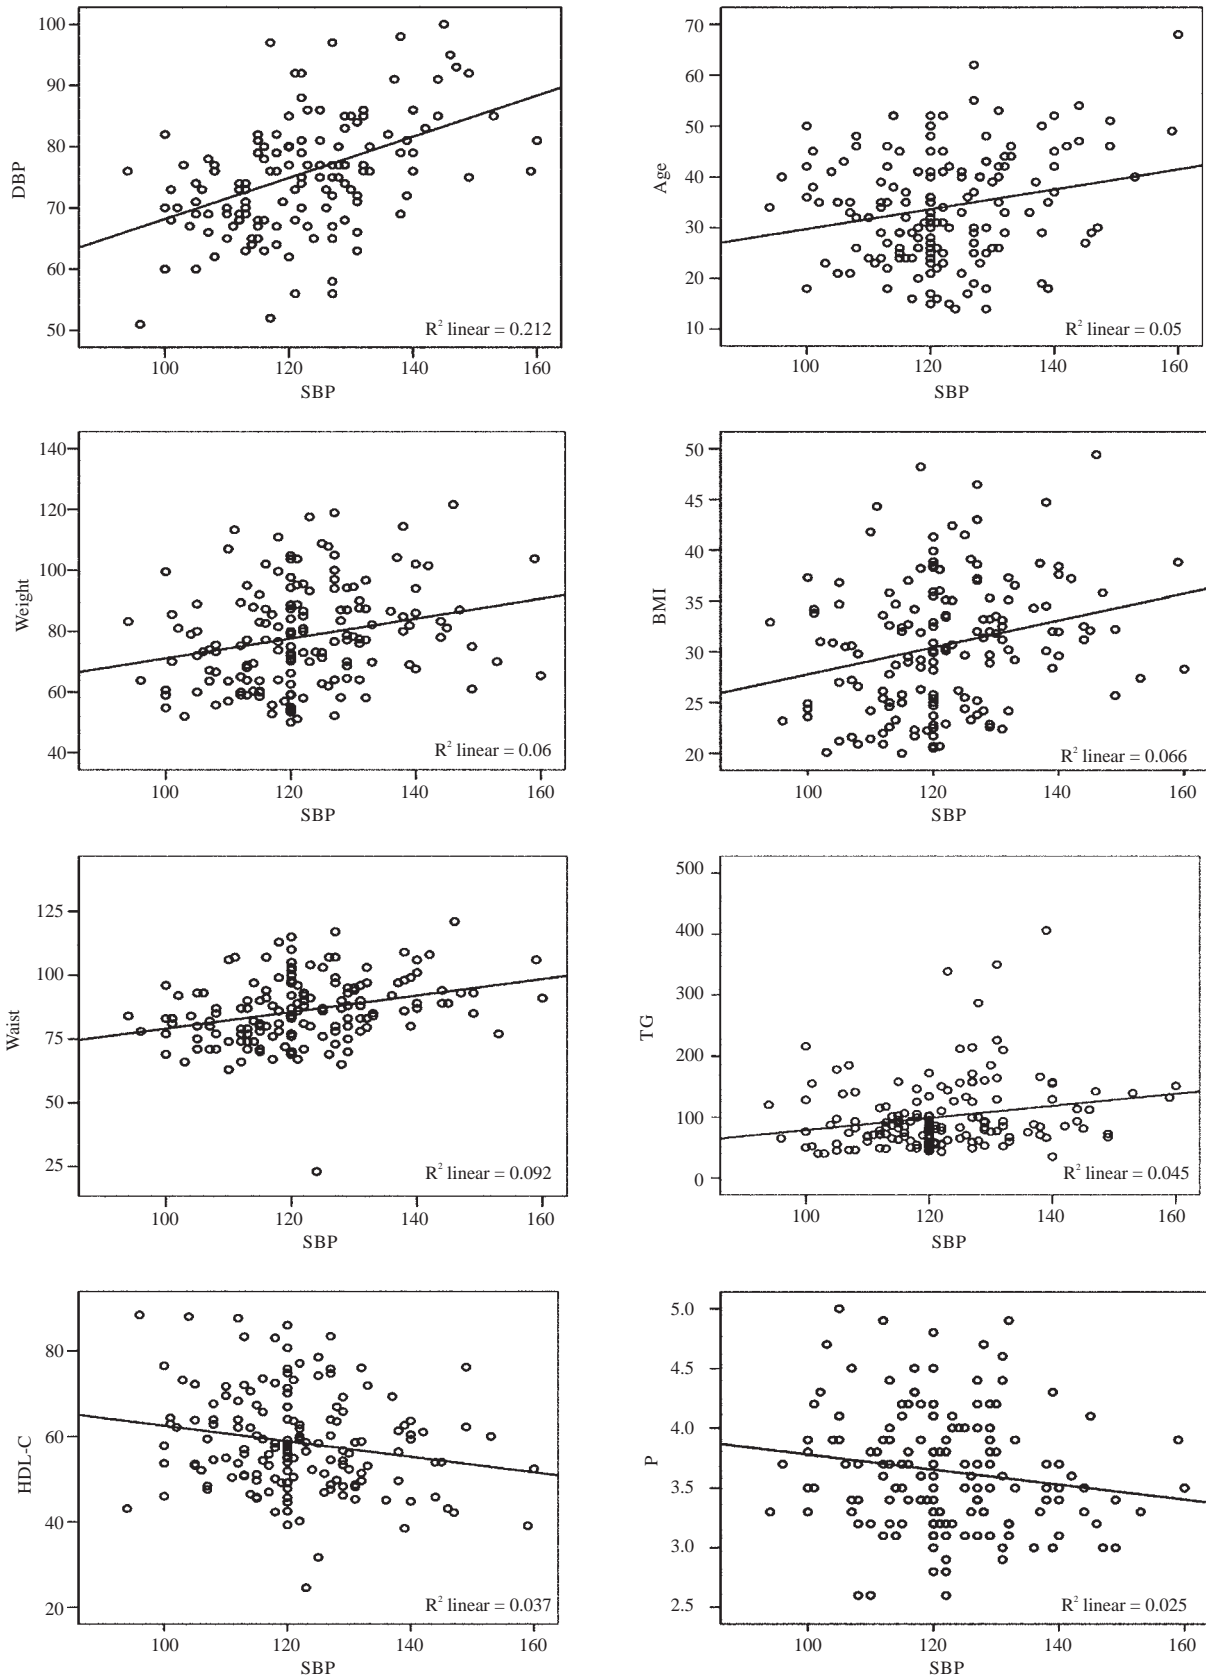 100
90
80
70
60
50
DBP
R² linear = 0.212
100 120 140 160
SBP
70
60
50
40
30
20
10
Age
R² linear = 0.05
100 120 140 160
SBP
140
120
100
80
60
40
Weight
R² linear = 0.06
100 120 140 160
SBP
50
45
40
35
30
25
20
BMI
R² linear = 0.066
100 120 140 160
SBP
125
100
75
50
25
Waist
R² linear = 0.092
100 120 140 160
SBP
500
400
300
200
100
0
TG
R² linear = 0.045
100 120 140 160
SBP
80
60
40
20
HDL-C
R² linear = 0.037
100 120 140 160
SBP
5.0
4.5
4.0
3.5
3.0
2.5
P
R² linear = 0.025
100 120 140 160
SBP